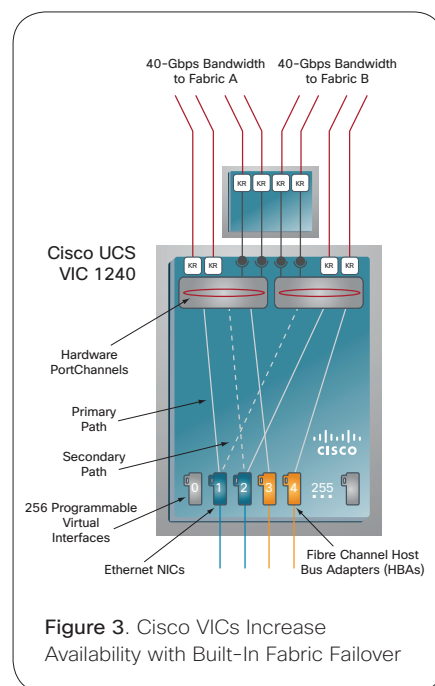 40-Gbps Bandwidth
to Fabric A
40-Gbps Bandwidth
to Fabric B
KR KR KR KR
Cisco UCS
VIC 1240
KR KR KR KR
Hardware
PortChannels
Primary
Path
Secondary
Path
CISCO
0 1 2 3 4 255
256 Programmable
Virtual
Interfaces
Ethernet NICs
Fibre Channel Host
Bus Adapters (HBAs)
Figure 3. Cisco VICs Increase
Availability with Built-In Fabric Failover